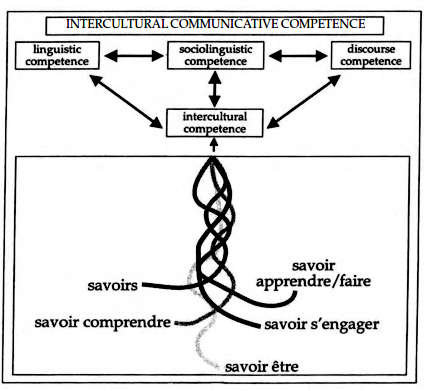 INTERCULTURAL COMMUNICATIVE COMPETENCE
linguistic
competence
sociolinguistic
competence
discourse
competence
intercultural
competence
savoirs
savoir
apprendre/faire
savoir comprendre
savoir s'engager
savoir être